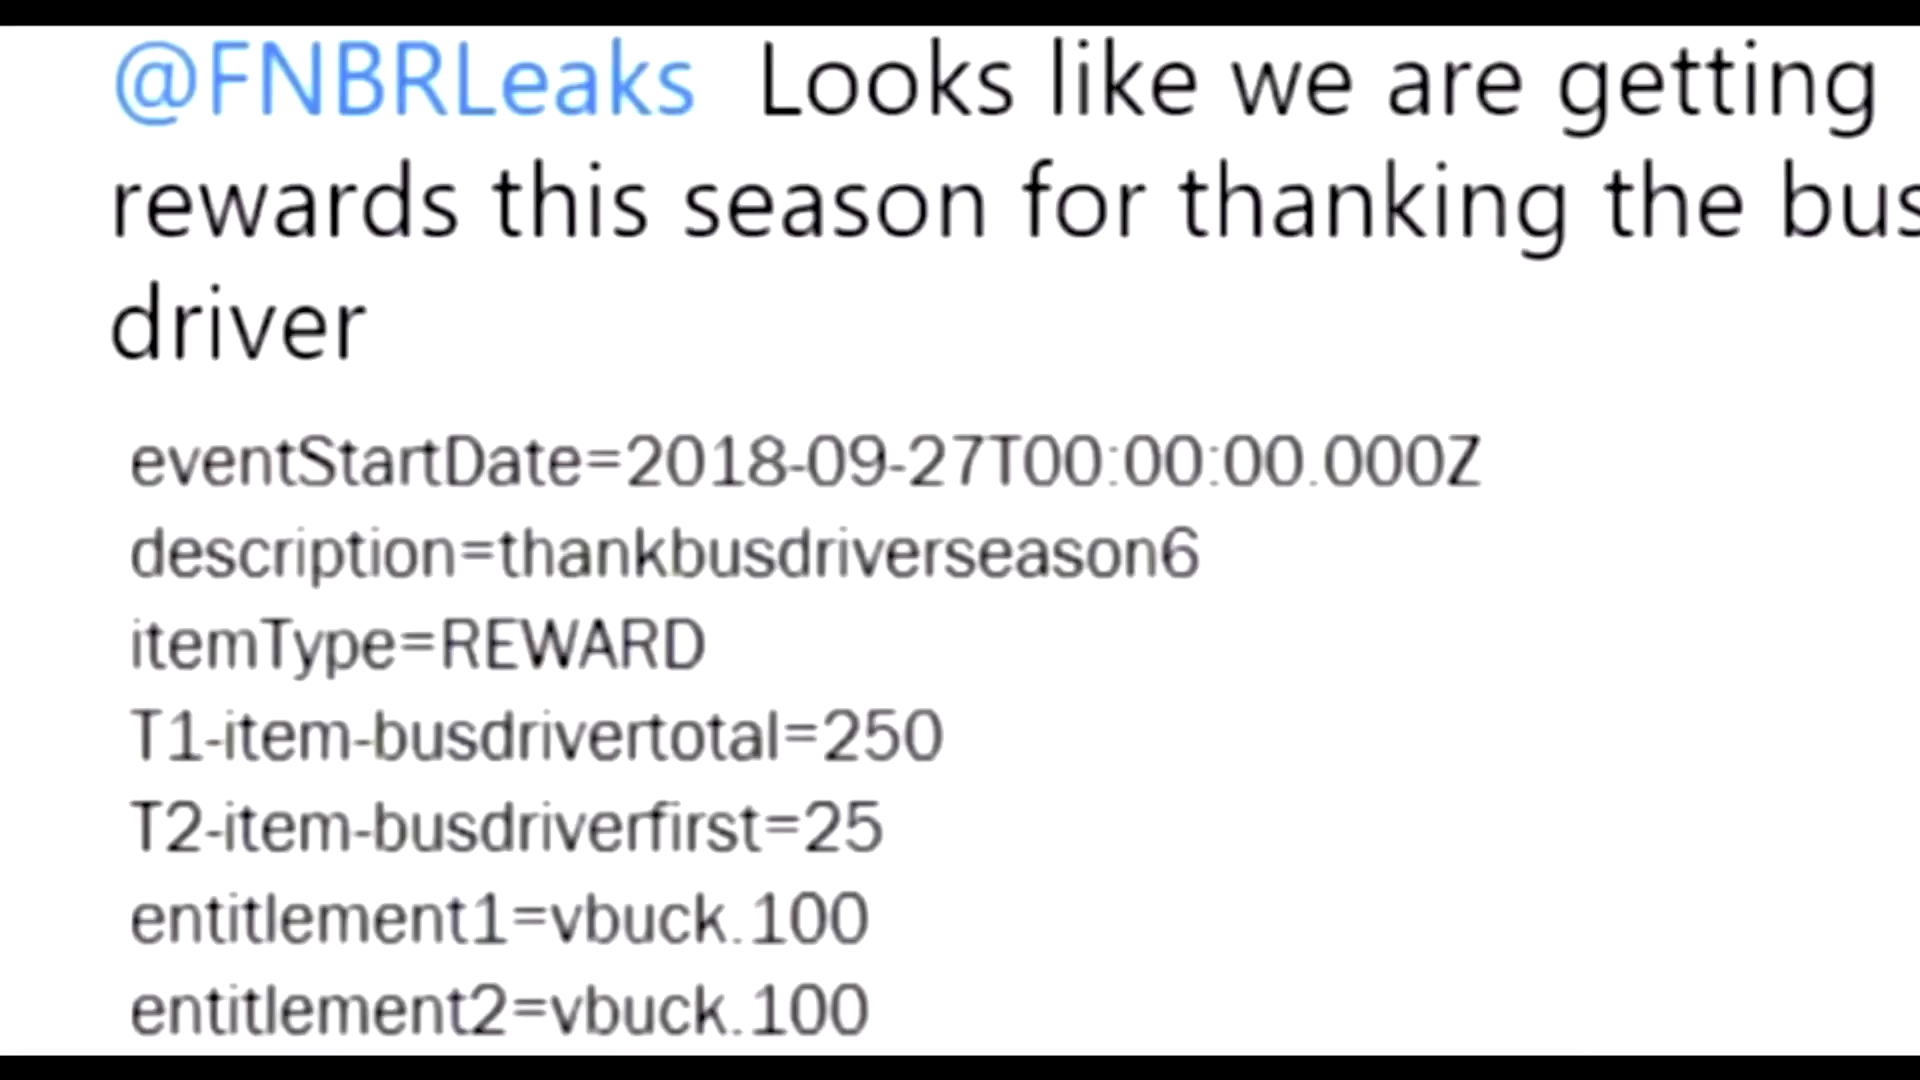 @FNBRLeaks Looks like we are getting
rewards this season for thanking the bus
driver
eventStartDate=2018-09-27T00:00:00.000Z
description=thankbusdriverseason6
itemType=REWARD
T1-item-busdrivertotal=250
T2-item-busdriverfirst=25
entitlement1=vbuck.100
entitlement2=vbuck.100